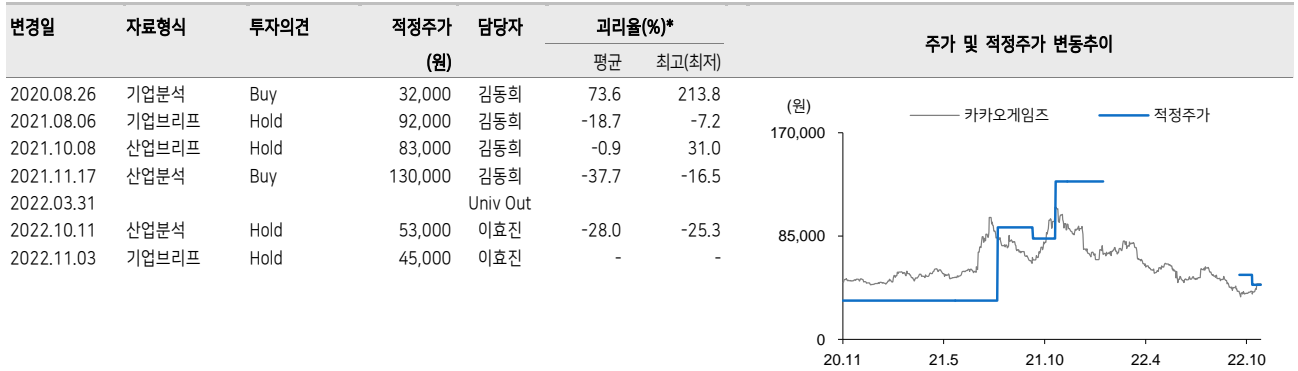 변경일 자료형식 투자의견 적정주가 담당자 괴리율(%)* 주가 및 적정주가 변동추이
(원) 평균 최고(최저)
2020.08.26 기업분석 Buy 32,000 김동희 73.6 213.8
2021.08.06 기업브리프 Hold 92,000 김동희 -18.7 -7.2
2021.10.08 산업브리프 Hold 83,000 김동희 -0.9 31.0
2021.11.17 산업분석 Buy 130,000 김동희 -37.7 -16.5
2022.03.31 Univ Out
2022.10.11 산업분석 Hold 53,000 이효진 -28.0 -25.3
2022.11.03 기업브리프 Hold 45,000 이효진 - -
(원) 카카오게임즈 적정주가
170,000
85,000
0
20.11 21.5 21.10 22.4 22.10